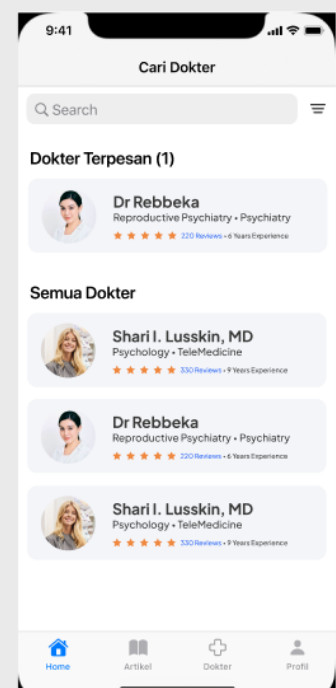 9:41
Cari Dokter
Search
Dokter Terpesan (1)
Dr Rebbeka
Reproductive Psychiatry • Psychiatry
220 Reviews • 6 Years Experience
Semua Dokter
Shari I. Lusskin, MD
Psychology • TeleMedicine
330 Reviews • 9 Years Experience
Dr Rebbeka
Reproductive Psychiatry • Psychiatry
220 Reviews • 6 Years Experience
Shari I. Lusskin, MD
Psychology • TeleMedicine
330 Reviews • 9 Years Experience
Home Artikel Dokter Profil